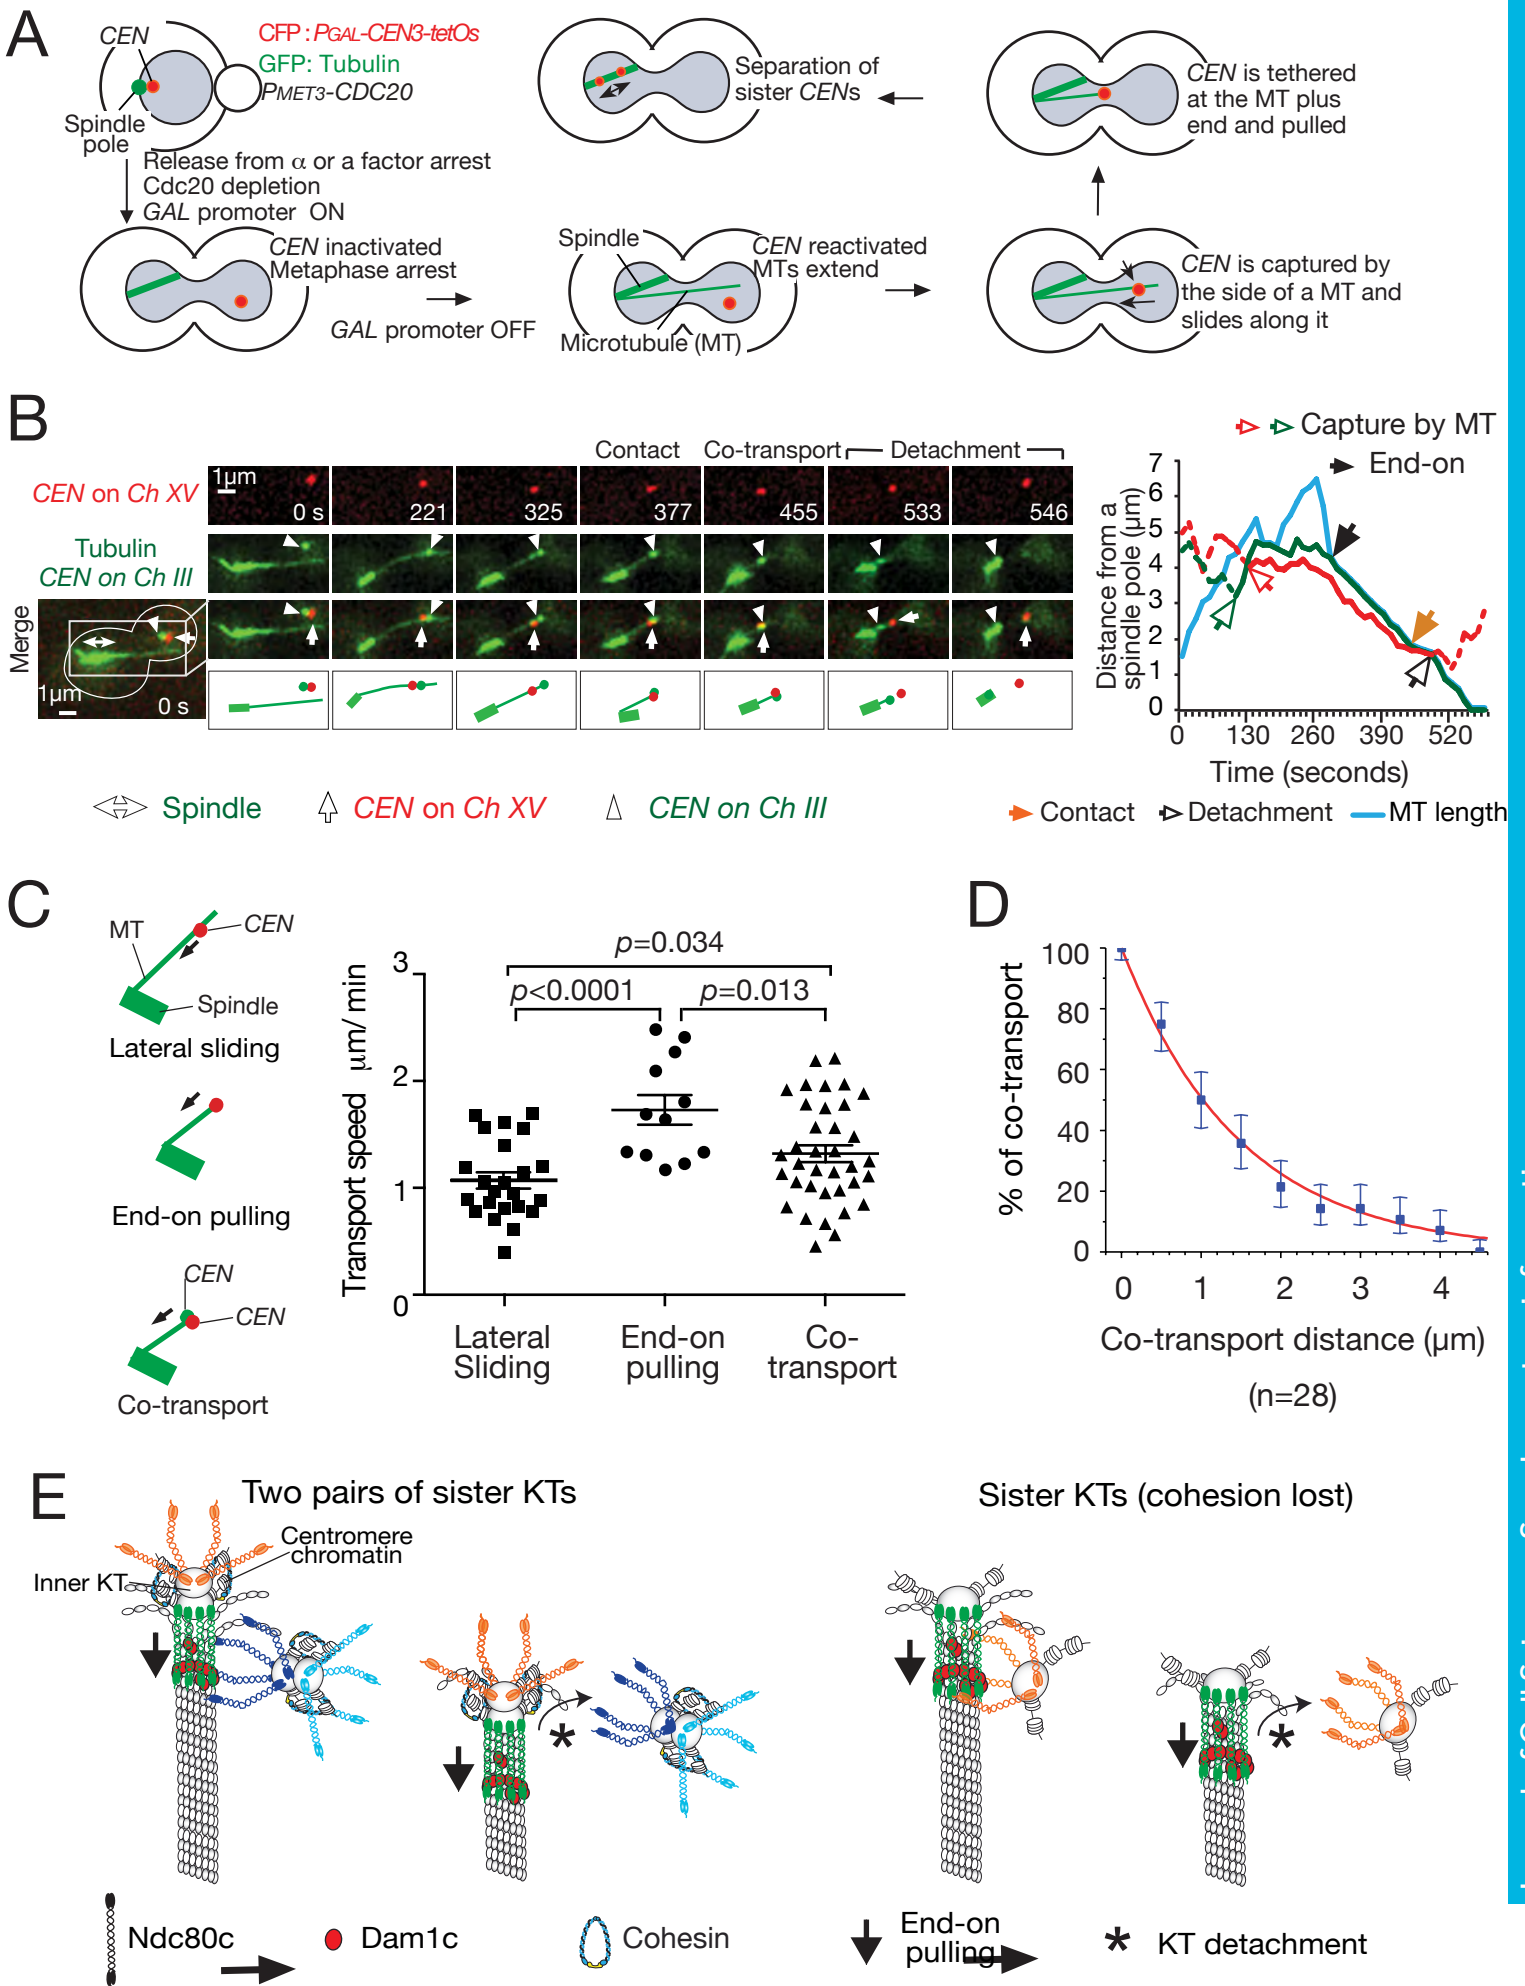 A
CEN
CFP : PGAL-CEN3-tetOs
GFP: Tubulin
PMET3-CDC20
Spindle
pole
Release from α or a factor arrest
Cdc20 depletion
GAL promoter ON
CEN inactivated
Metaphase arrest
GAL promoter OFF
Spindle
CEN reactivated
MTs extend
Microtubule (MT)
CEN is captured by
the side of a MT and
slides along it
CEN is tethered
at the MT plus
end and pulled
Separation of
sister CENs
B
Contact
Co-transport
Detachment
CEN on Ch XV
1µm
0 s
221
325
377
455
533
546
Tubulin
CEN on Ch III
Merge
1µm
0 s
Spindle
CEN on Ch XV
CEN on Ch III
Capture by MT
End-on
Distance from a
spindle pole (µm)
7
6
5
4
3
2
1
0
0 130 260 390 520
Time (seconds)
Contact
Detachment
MT length
C
MT
CEN
Spindle
Lateral sliding
End-on pulling
CEN
CEN
Co-transport
Transport speed µm/ min
3
2
1
0
p=0.034
p<0.0001
p=0.013
Lateral
Sliding
End-on
pulling
Co-
transport
D
% of co-transport
100
80
60
40
20
0
0 1 2 3 4
Co-transport distance (µm)
(n=28)
E
Two pairs of sister KTs
Sister KTs (cohesion lost)
Centromere
chromatin
Inner KT
*
*
Ndc80c
Dam1c
Cohesin
End-on
pulling
* KT detachment